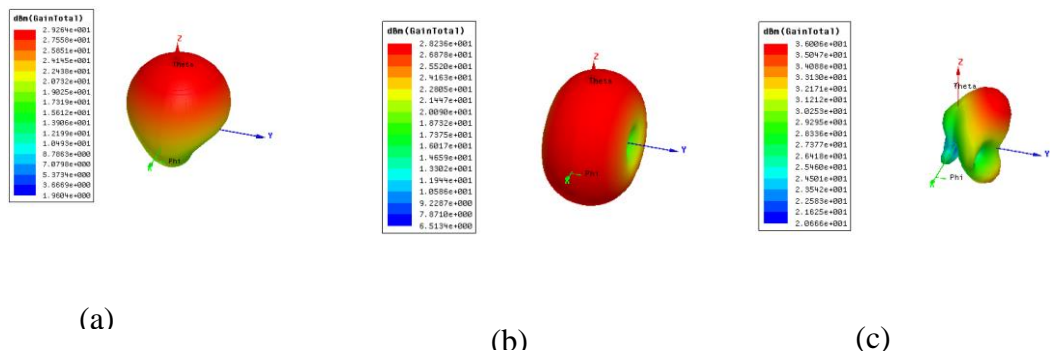 dBm(GainTotal)
2.9264e+001
2.7558e+001
2.5851e+001
2.4145e+001
2.2438e+001
2.0732e+001
1.9025e+001
1.7319e+001
1.5612e+001
1.3906e+001
1.2199e+001
1.0493e+001
8.7863e+000
7.0798e+000
5.3734e+000
3.6669e+000
1.9604e+000
Z
Theta
Y
Phi
X
(a)
dBm(GainTotal)
2.8236e+001
2.6878e+001
2.5520e+001
2.4163e+001
2.2805e+001
2.1447e+001
2.0090e+001
1.8732e+001
1.7375e+001
1.6017e+001
1.4659e+001
1.3302e+001
1.1944e+001
1.0586e+001
9.2287e+000
7.8710e+000
6.5134e+000
Z
Theta
Y
Phi
X
(b)
dBm(GainTotal)
3.6006e+001
3.5047e+001
3.4088e+001
3.3130e+001
3.2171e+001
3.1212e+001
3.0253e+001
2.9295e+001
2.8336e+001
2.7377e+001
2.6418e+001
2.5460e+001
2.4501e+001
2.3542e+001
2.2583e+001
2.1625e+001
2.0666e+001
Z
Theta
Y
Phi
X
(c)